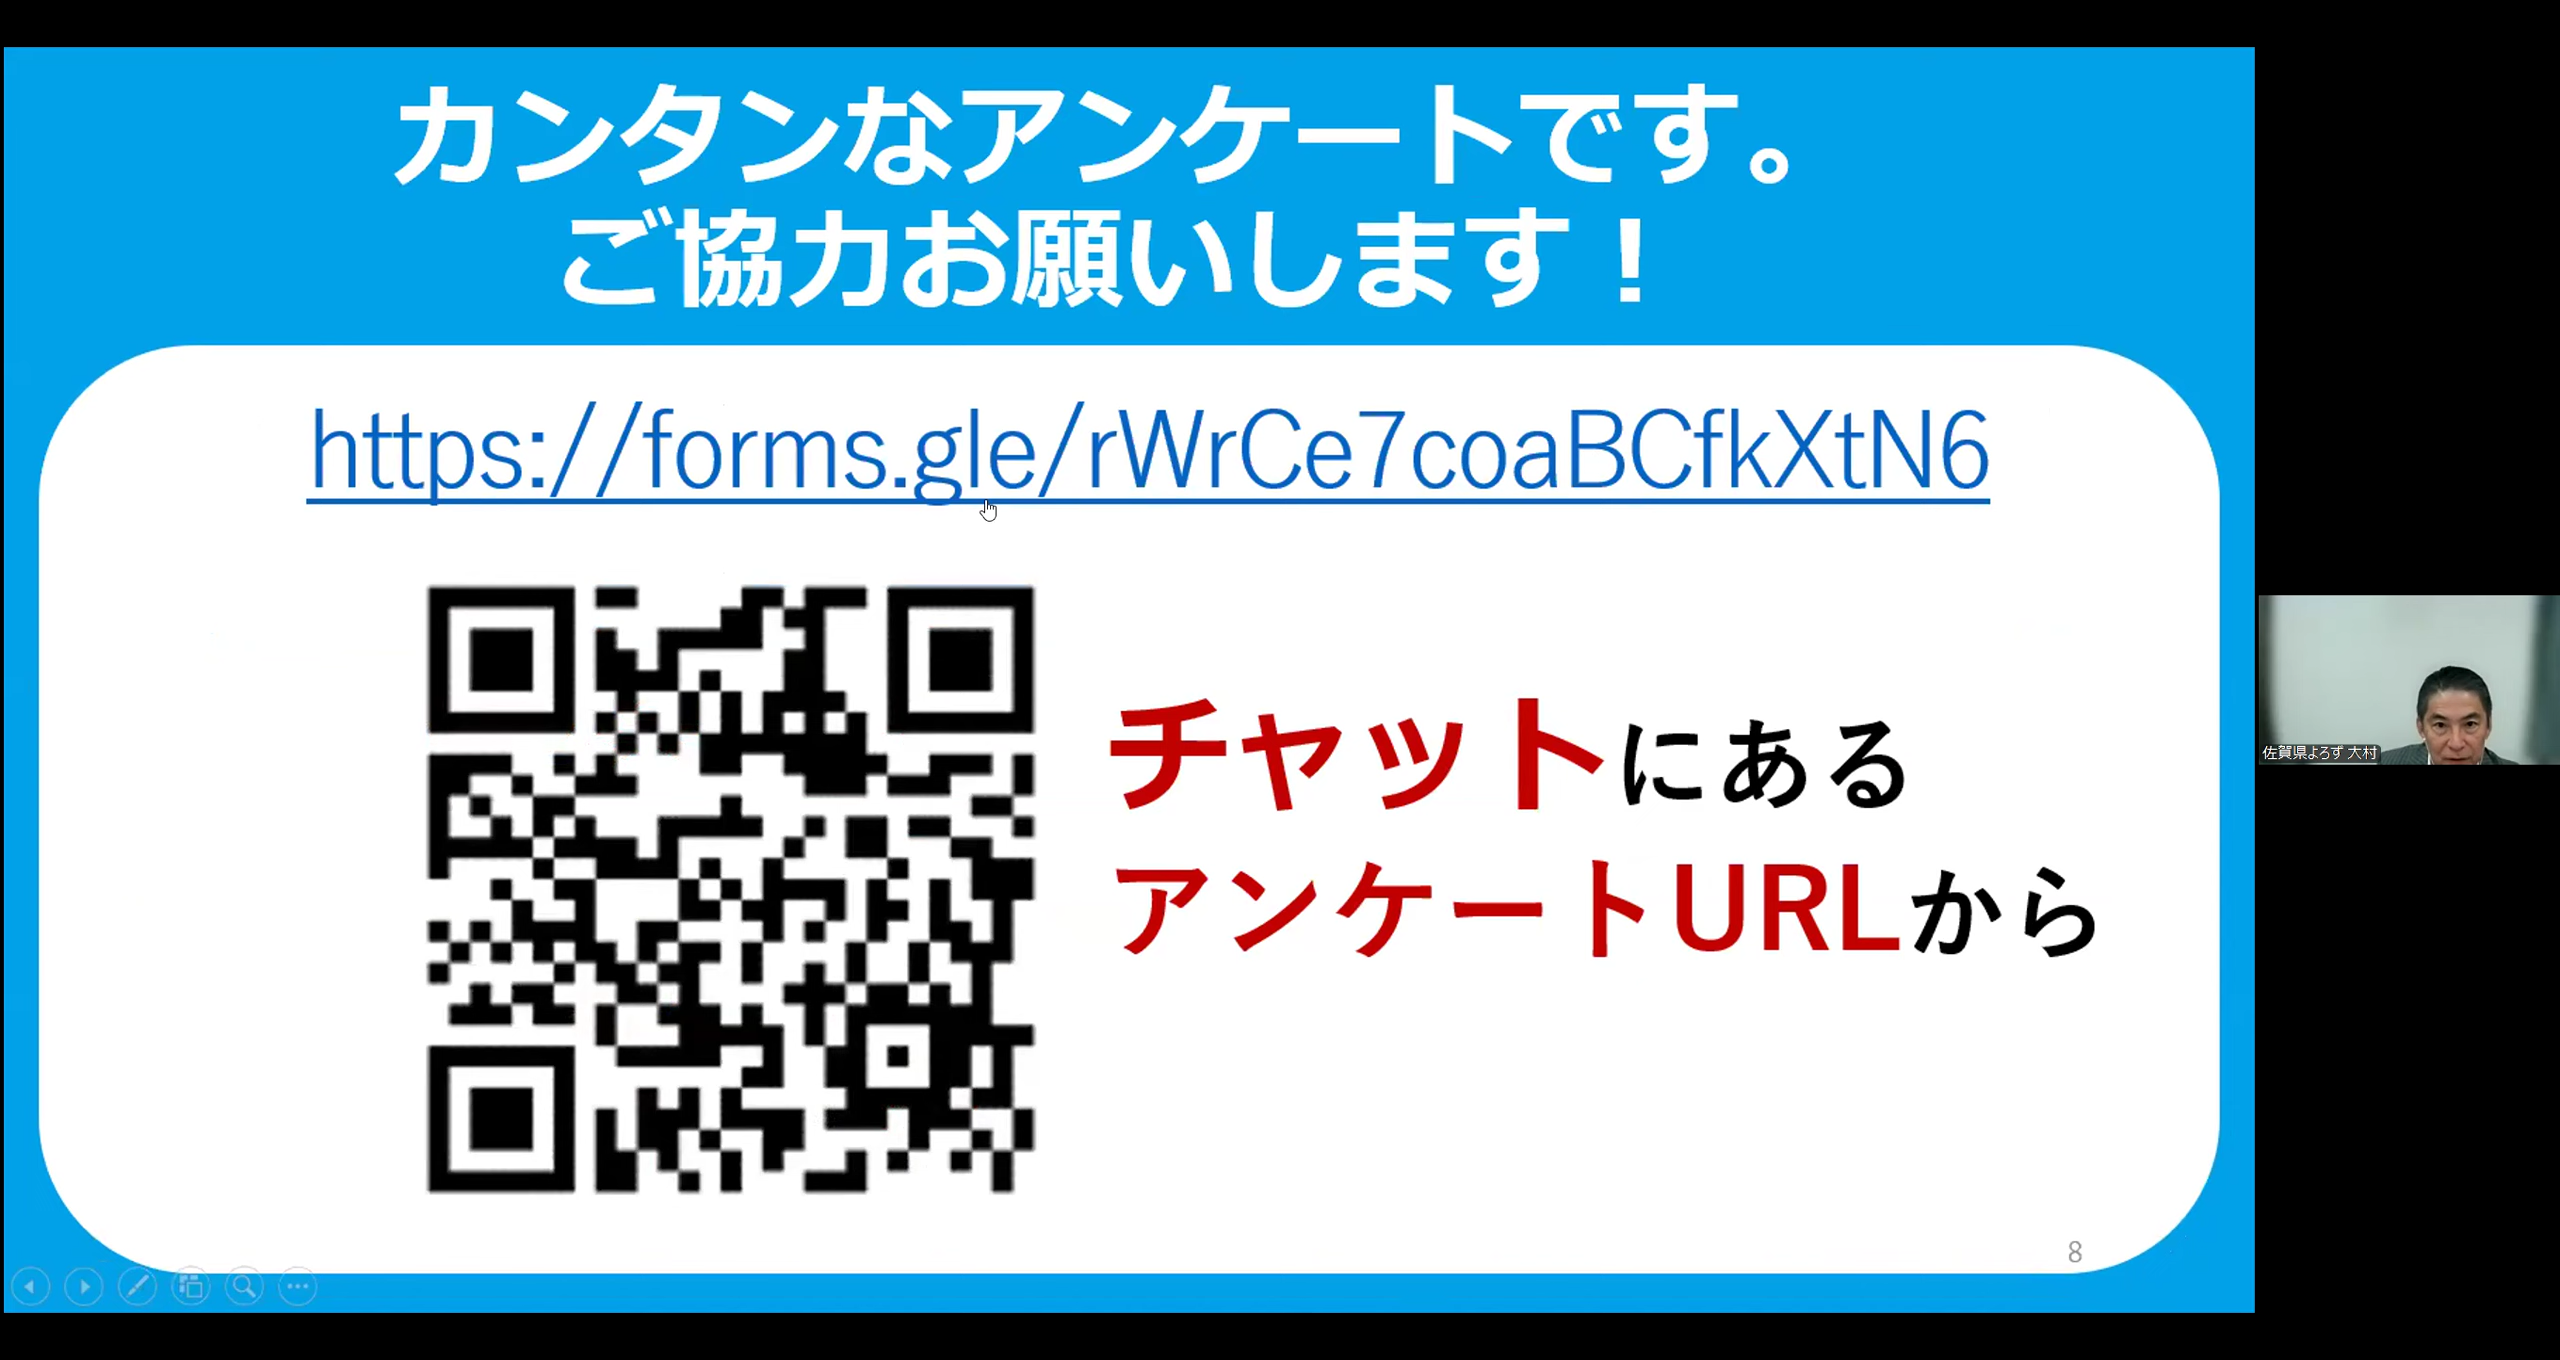 カンタンなアンケートです。
ご協力お願いします！
https://forms.gle/rWrCe7coaBCfkXtN6
チャットにある
アンケートURLから
佐賀県よろず 大村
8